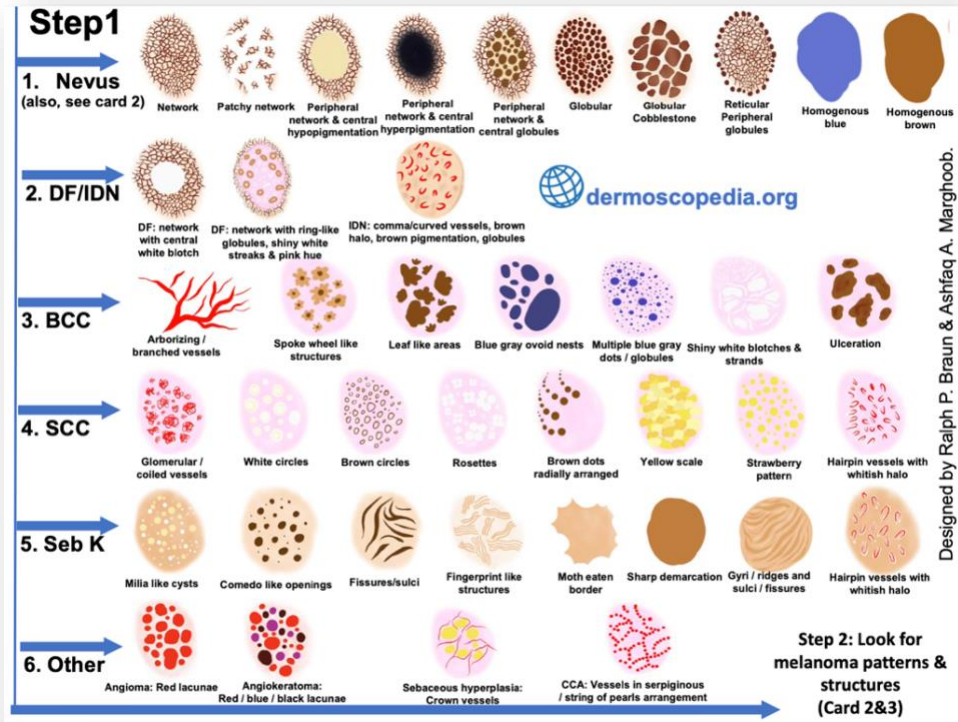 Step1
1. Nevus
(also, see card 2)
Network
Patchy network
Peripheral
network & central
hypopigmentation
Peripheral
network & central
hyperpigmentation
Peripheral
network &
central globules
Globular
Globular
Cobblestone
Reticular
Peripheral
globules
Homogenous
blue
Homogenous
brown
2. DF/IDN
DF: network
with central
white blotch
DF: network with ring-like
globules, shiny white
streaks & pink hue
IDN: comma/curved vessels, brown
halo, brown pigmentation, globules
dermoscopedia.org
3. BCC
Arborizing /
branched vessels
Spoke wheel like
structures
Leaf like areas
Blue gray ovoid nests
Multiple blue gray
dots / globules
Shiny white blotches &
strands
Ulceration
4. SCC
Glomerular /
coiled vessels
White circles
Brown circles
Rosettes
Brown dots
radially arranged
Yellow scale
Strawberry
pattern
Hairpin vessels with
whitish halo
5. Seb K
Milia like cysts
Comedo like openings
Fissures/sulci
Fingerprint like
structures
Moth eaten
border
Sharp demarcation
Gyri / ridges and
sulci / fissures
Hairpin vessels with
whitish halo
6. Other
Angioma: Red lacunae
Angiokeratoma:
Red / blue / black lacunae
Sebaceous hyperplasia:
Crown vessels
CCA: Vessels in serpiginous
/ string of pearls arrangement
Step 2: Look for
melanoma patterns &
structures
(Card 2&3)
Designed by Ralph P. Braun & Ashfaq A. Marghoob.